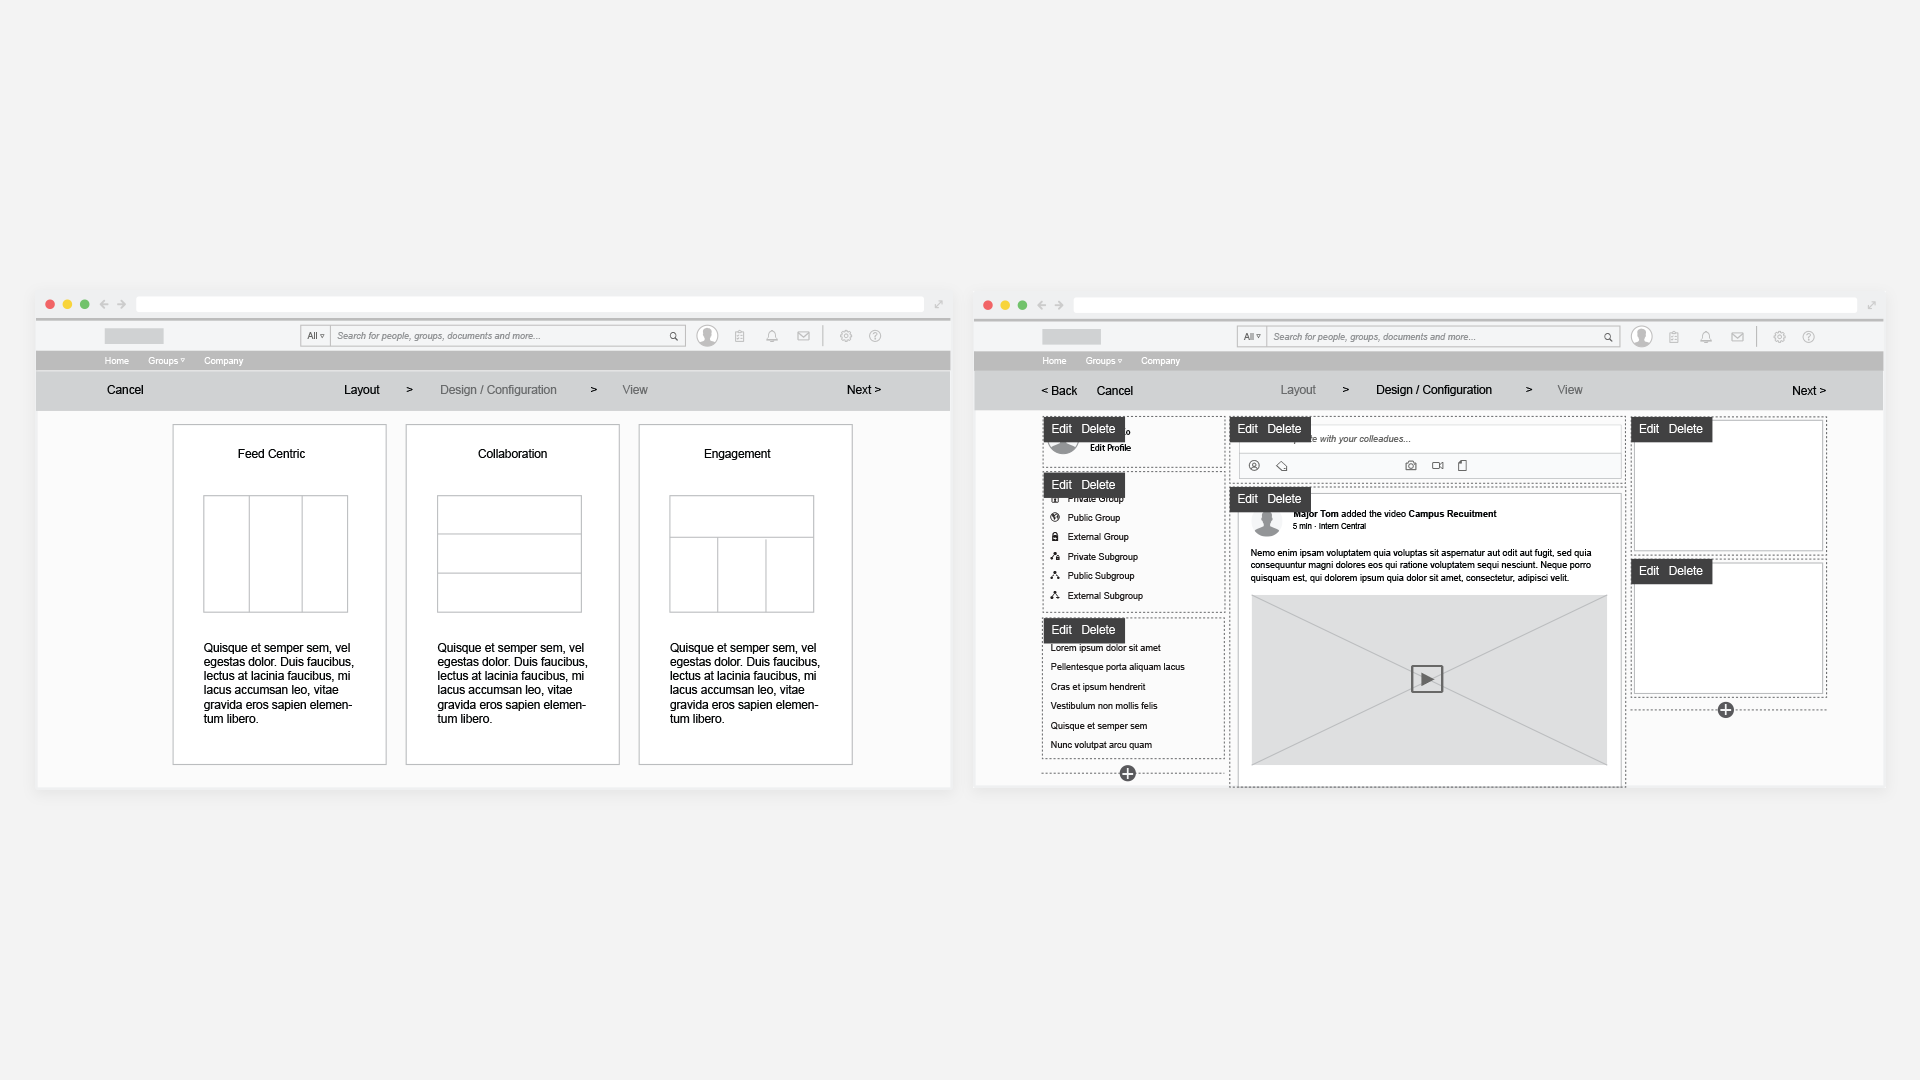 All Search for people, groups, documents and more...
Home Groups Company
Cancel Layout > Design / Configuration > View Next >
Feed Centric
Quisque et semper sem, vel
egestas dolor. Duis faucibus,
lectus at lacinia faucibus, mi
lacus accumsan leo, vitae
gravida eros sapien elemen-
tum libero.
Collaboration
Quisque et semper sem, vel
egestas dolor. Duis faucibus,
lectus at lacinia faucibus, mi
lacus accumsan leo, vitae
gravida eros sapien elemen-
tum libero.
Engagement
Quisque et semper sem, vel
egestas dolor. Duis faucibus,
lectus at lacinia faucibus, mi
lacus accumsan leo, vitae
gravida eros sapien elemen-
tum libero.
All Search for people, groups, documents and more...
Home Groups Company
< Back Cancel Layout > Design / Configuration > View Next >
Edit Delete
Edit Profile
Edit Delete
Private Group
Public Group
External Group
Private Subgroup
Public Subgroup
External Subgroup
Edit Delete
Lorem ipsum dolor sit amet
Pellentesque porta aliquam lacus
Cras et ipsum hendrerit
Vestibulum non mollis felis
Quisque et semper sem
Nunc volutpat arcu quam
Edit Delete
with your colleadues...
Edit Delete
Major Tom added the video Campus Recuitment
5 min · Intern Central
Nemo enim ipsam voluptatem quia voluptas sit aspernatur aut odit aut fugit, sed quia
consequuntur magni dolores eos qui ratione voluptatem sequi nesciunt. Neque porro
quisquam est, qui dolorem ipsum quia dolor sit amet, consectetur, adipisci velit.
Edit Delete
Edit Delete